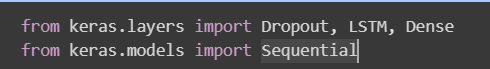 from keras.layers import Dropout, LSTM, Dense
from keras.models import Sequential